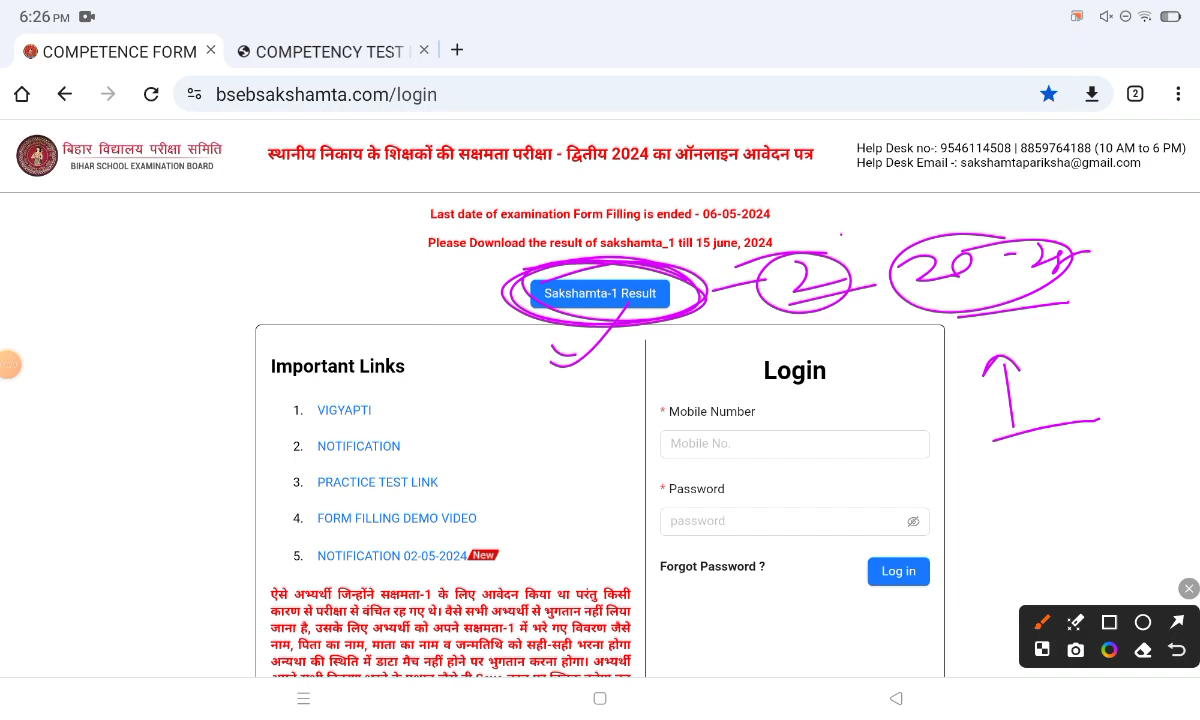 6:26 PM
COMPETENCE FORM
COMPETENCY TEST
bsebsakshamta.com/login
2
बिहार विद्यालय परीक्षा समिति
BIHAR SCHOOL EXAMINATION BOARD
स्थानीय निकाय के शिक्षकों की सक्षमता परीक्षा - द्वितीय 2024 का ऑनलाइन आवेदन पत्र
Help Desk no-: 9546114508 | 8859764188 (10 AM to 6 PM)
Help Desk Email -: sakshamtapariksha@gmail.com
Last date of examination Form Filling is ended - 06-05-2024
Please Download the result of sakshamta_1 till 15 june, 2024
Sakshamta-1 Result
2
Important Links
1. VIGYAPTI
2. NOTIFICATION
3. PRACTICE TEST LINK
4. FORM FILLING DEMO VIDEO
5. NOTIFICATION 02-05-2024 New
ऐसे अभ्यर्थी जिन्होंने सक्षमता-1 के लिए आवेदन किया था परंतु किसी
कारण से परीक्षा से वंचित रह गए थे। वैसे सभी अभ्यर्थी से भुगतान नहीं लिया
जाना है, उसके लिए अभ्यर्थी को अपने सक्षमता-1 में भरे गए विवरण जैसे
नाम, पिता का नाम, माता का नाम व जन्मतिथि को सही-सही भरना होगा
अन्यथा की स्थिति में डाटा मैच नहीं होने पर भुगतान करना होगा। अभ्यर्थी
Login
* Mobile Number
Mobile No.
* Password
password
Forgot Password ?
Log in